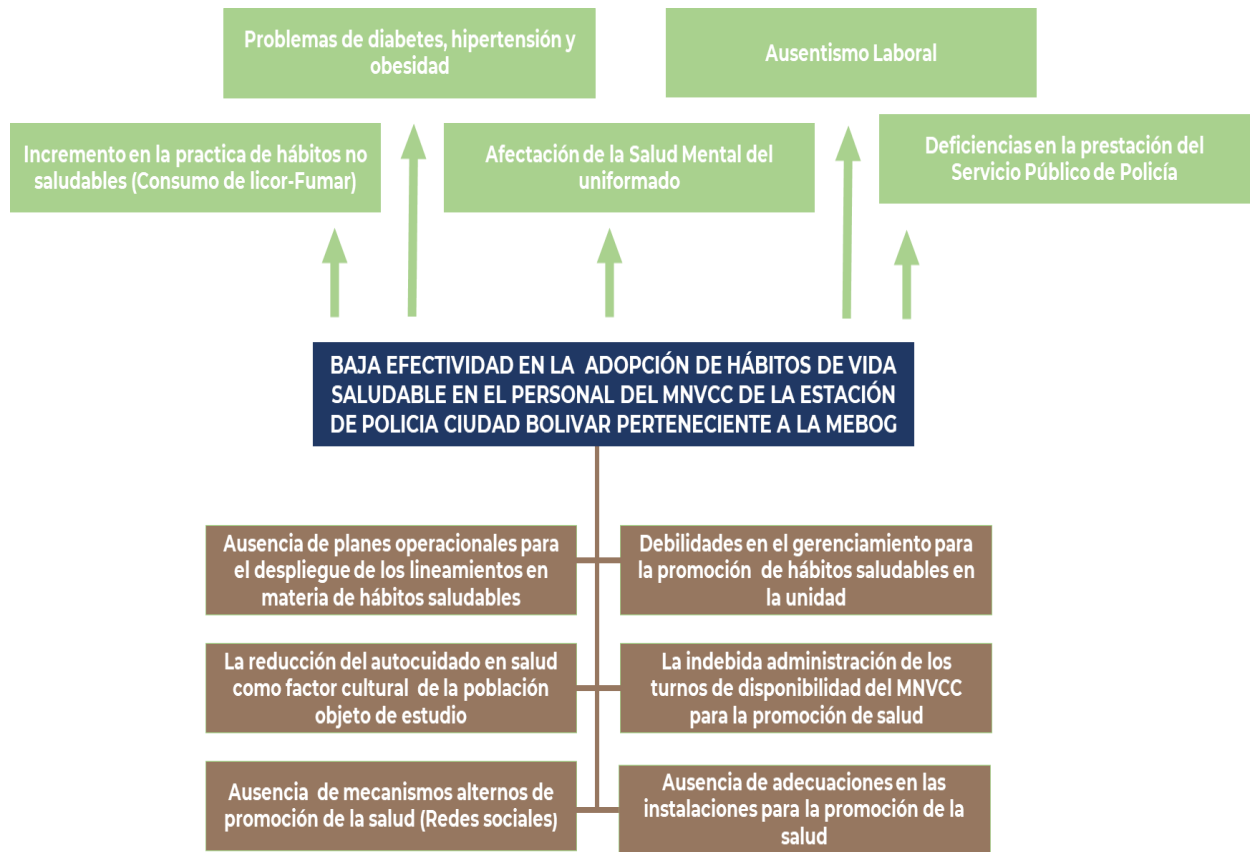 Problemas de diabetes, hipertensión y
obesidad
Ausentismo Laboral
Incremento en la practica de hábitos no
saludables (Consumo de licor-Fumar)
Afectación de la Salud Mental del
uniformado
Deficiencias en la prestación del
Servicio Público de Policía
BAJA EFECTIVIDAD EN LA ADOPCIÓN DE HÁBITOS DE VIDA
SALUDABLE EN EL PERSONAL DEL MNVCC DE LA ESTACIÓN
DE POLICIA CIUDAD BOLIVAR PERTENECIENTE A LA MEBOG
Ausencia de planes operacionales para
el despliegue de los lineamientos en
materia de hábitos saludables
Debilidades en el gerenciamiento para
la promoción de hábitos saludables en
la unidad
La reducción del autocuidado en salud
como factor cultural de la población
objeto de estudio
La indebida administración de los
turnos de disponibilidad del MNVCC
para la promoción de salud
Ausencia de mecanismos alternos de
promoción de la salud (Redes sociales)
Ausencia de adecuaciones en las
instalaciones para la promoción de la
salud